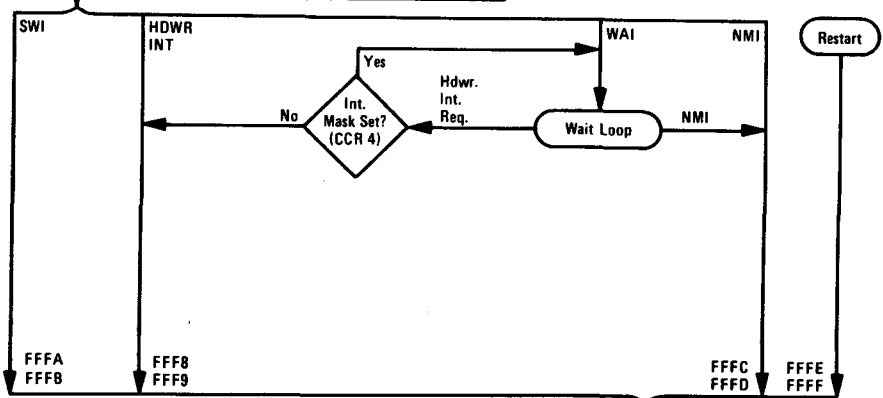 SWI
HDWR
INT
WAI
NMI
Restart
Yes
Hdwr.
Int.
Req.
No
Int.
Mask Set?
(CCR 4)
Wait Loop
NMI
FFFA
FFFB
FFF8
FFF9
FFFC
FFFD
FFFE
FFFF